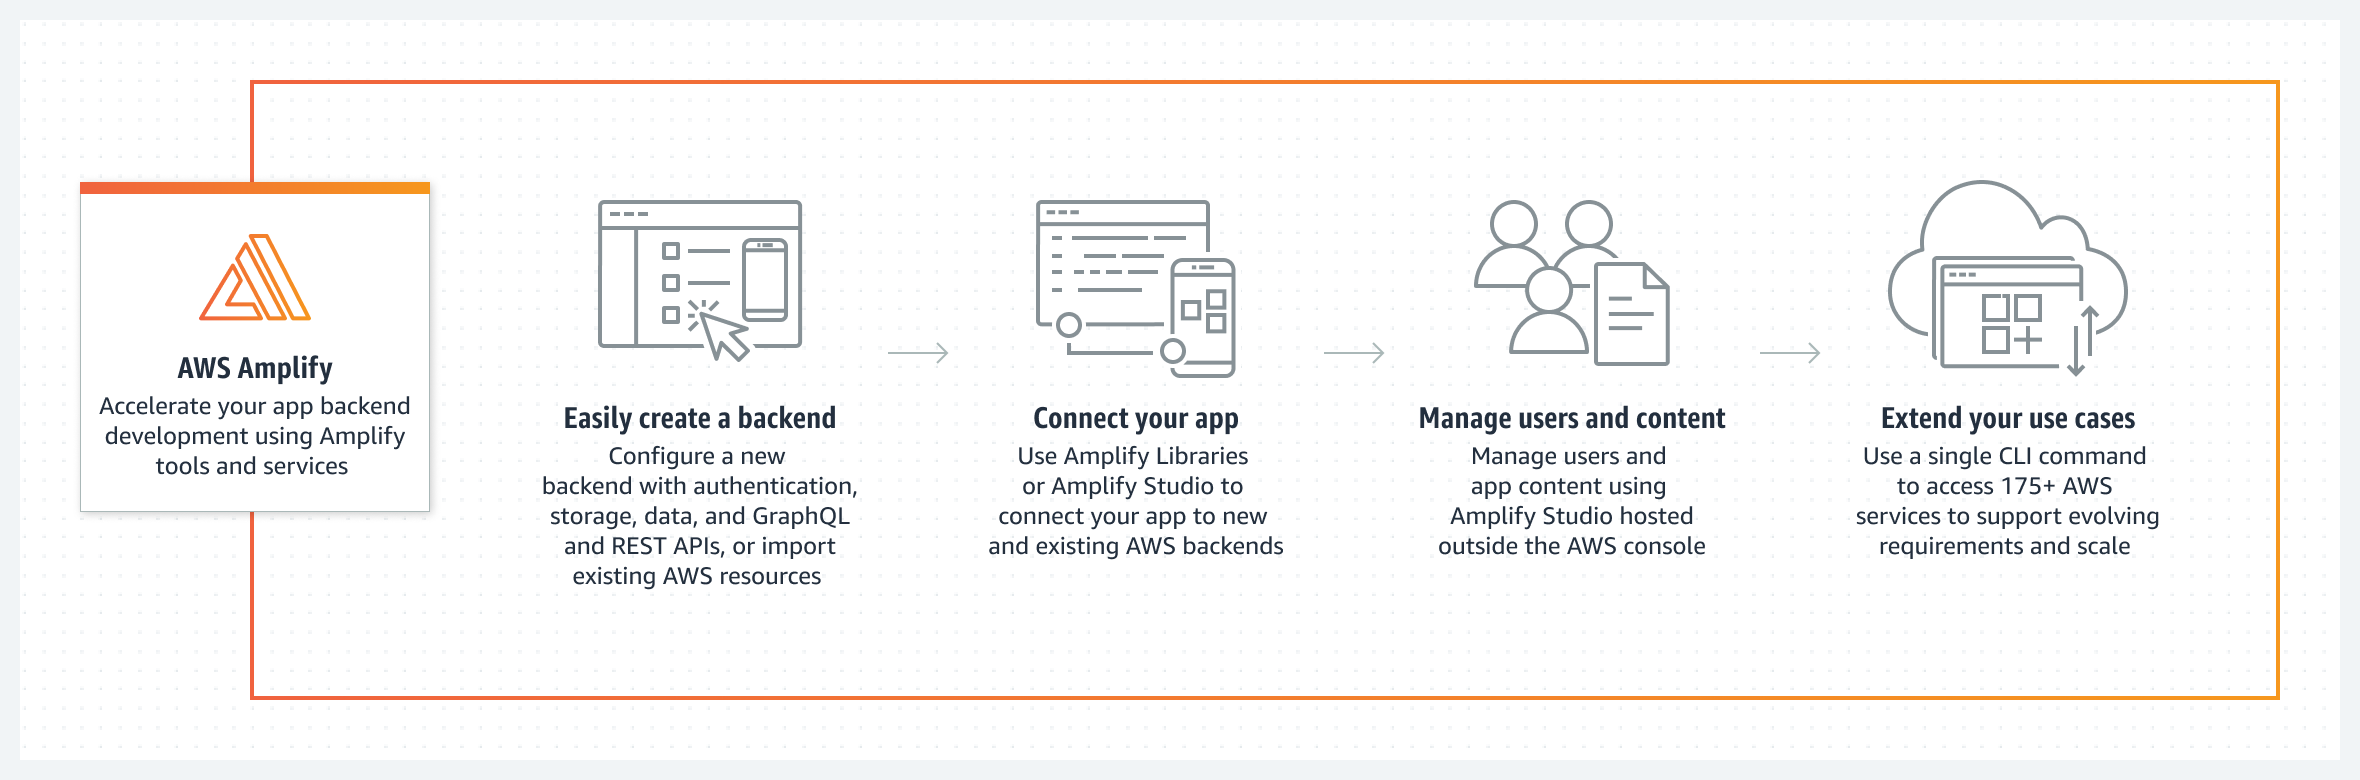 AWS Amplify
Accelerate your app backend
development using Amplify
tools and services
Easily create a backend
Configure a new
backend with authentication,
storage, data, and GraphQL
and REST APIs, or import
existing AWS resources
Connect your app
Use Amplify Libraries
or Amplify Studio to
connect your app to new
and existing AWS backends
Manage users and content
Manage users and
app content using
Amplify Studio hosted
outside the AWS console
Extend your use cases
Use a single CLI command
to access 175+ AWS
services to support evolving
requirements and scale